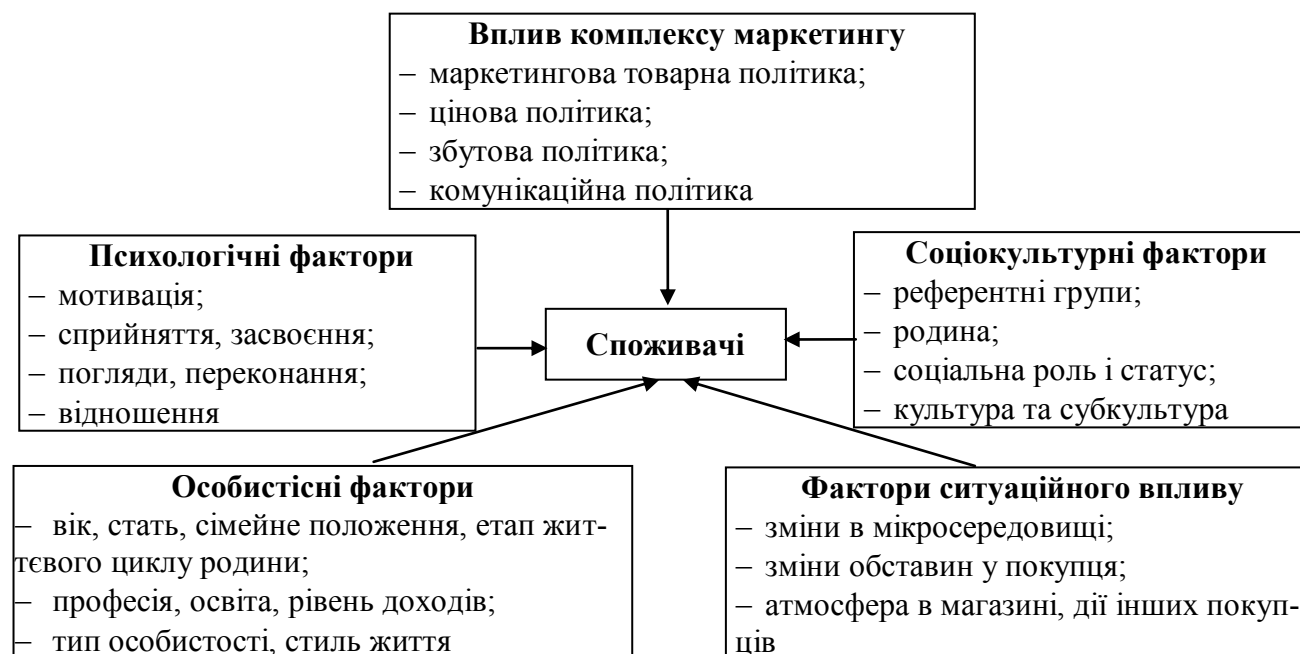 Вплив комплексу маркетингу
– маркетингова товарна політика;
– цінова політика;
– збутова політика;
– комунікаційна політика
Психологічні фактори
– мотивація;
– сприйняття, засвоєння;
– погляди, переконання;
– відношення
Споживачі
Соціокультурні фактори
– референтні групи;
– родина;
– соціальна роль і статус;
– культура та субкультура
Особистісні фактори
– вік, стать, сімейне положення, етап жит-
тєвого циклу родини;
– професія, освіта, рівень доходів;
– тип особистості, стиль життя
Фактори ситуаційного впливу
– зміни в мікросередовищі;
– зміни обставин у покупця;
– атмосфера в магазині, дії інших покуп-
ців